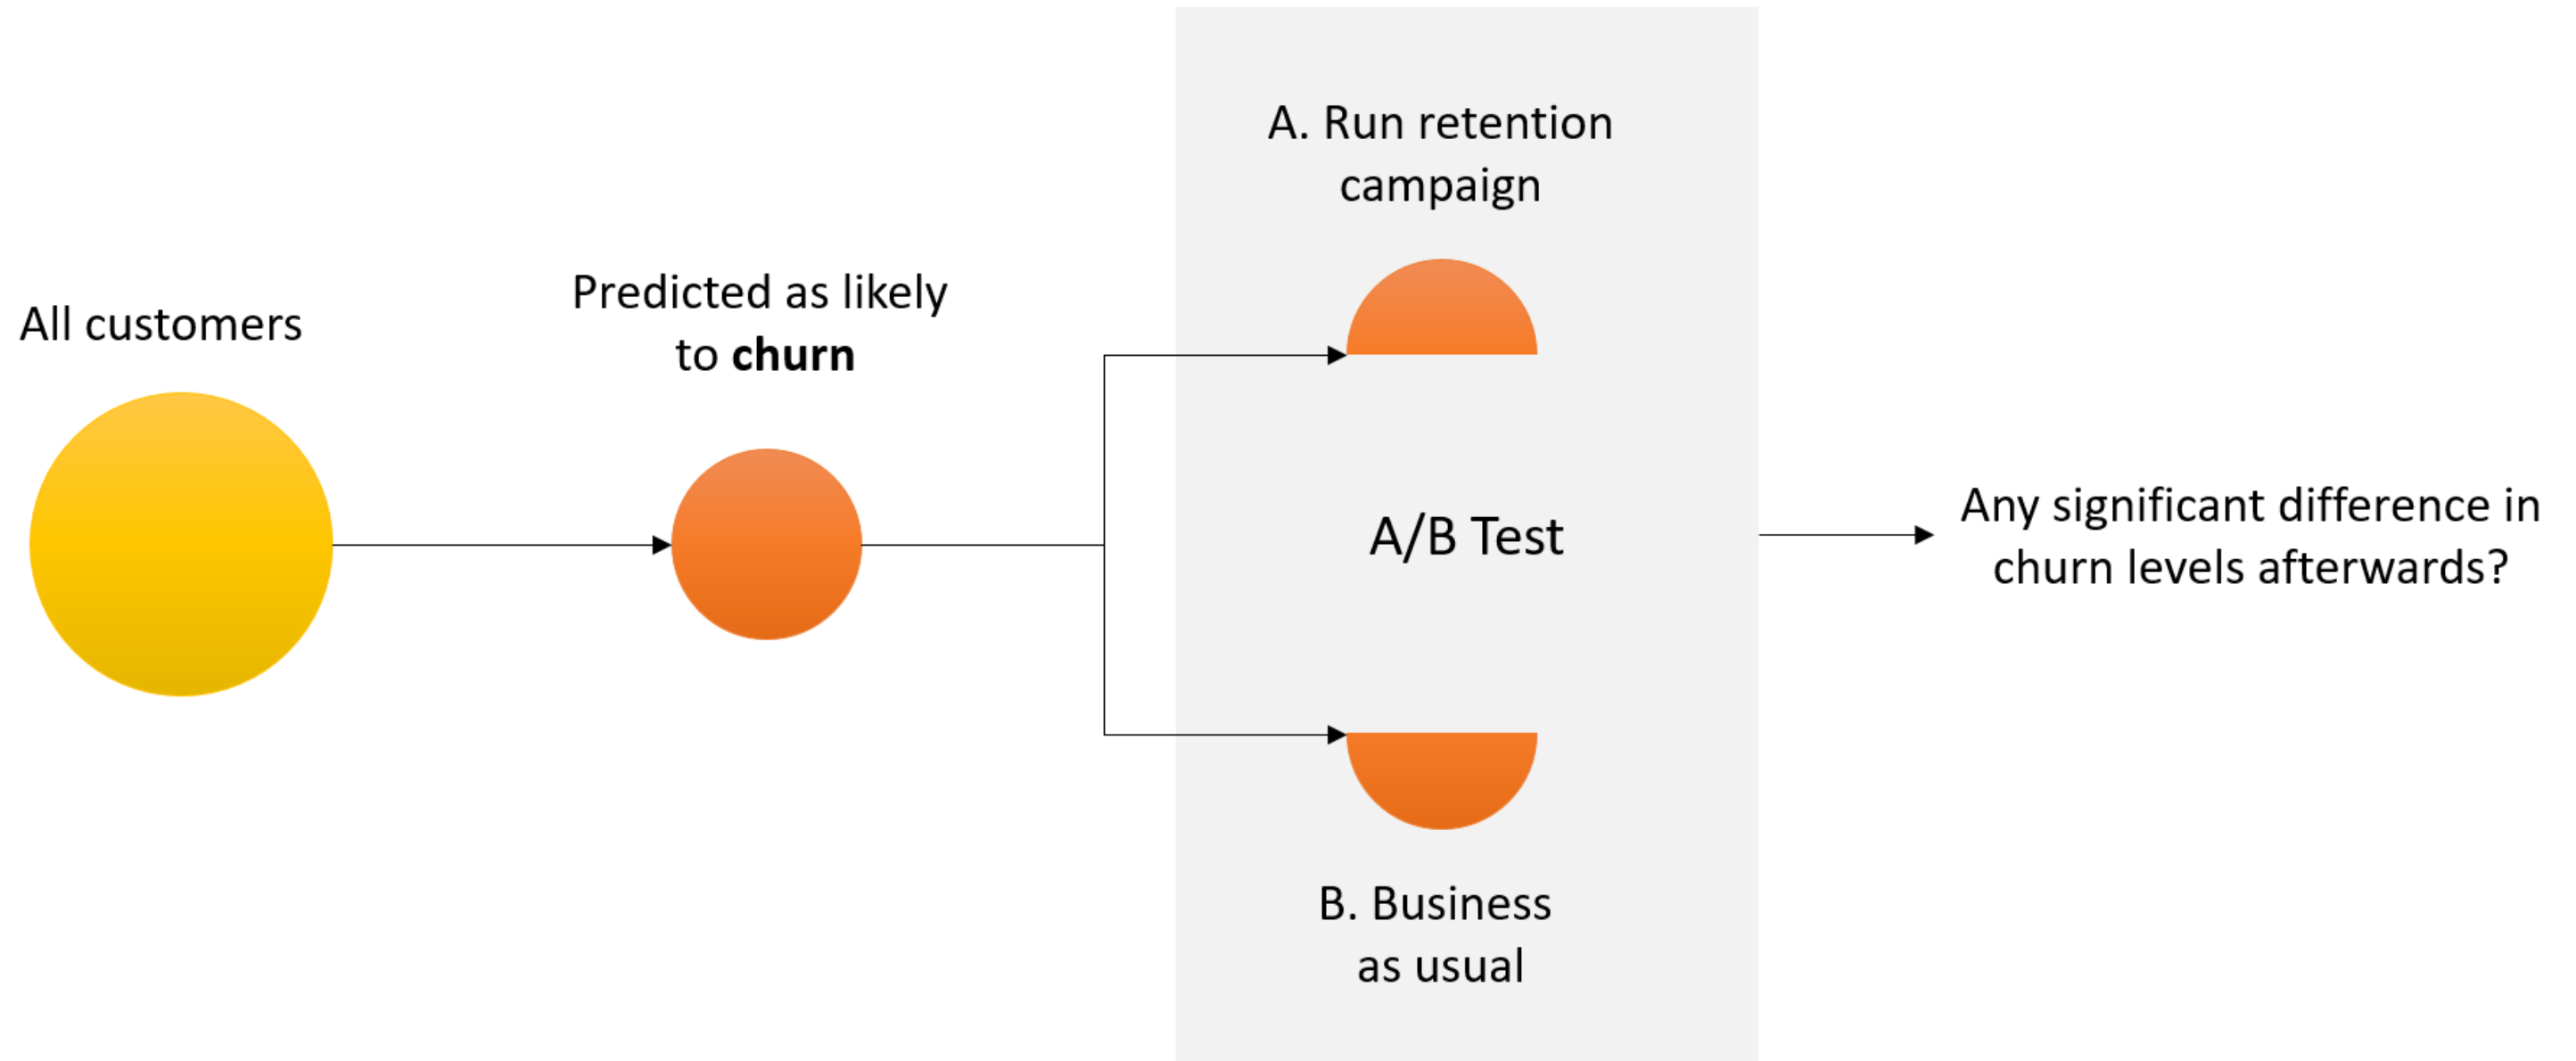 All customers
Predicted as likely
to churn
A. Run retention
campaign
A/B Test
B. Business
as usual
Any significant difference in
churn levels afterwards?